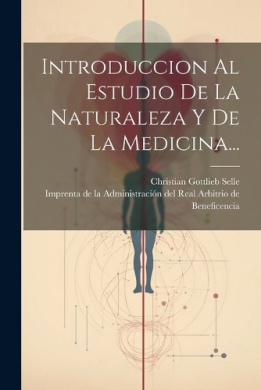 Introduccion Al
Estudio De La
Naturaleza Y De
La Medicina...
Christian Gottlieb Selle
Imprenta de la Administración del Real Arbitrio de
Beneficencia